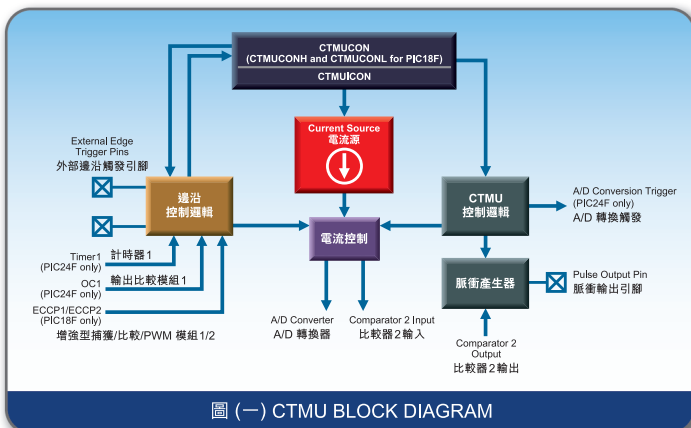 CTMUCON
(CTMUCONH and CTMUCONL for PIC18F)
CTMUICON
Current Source
電流源
External Edge
Trigger Pins
外部邊沿觸發引腳
邊沿
控制邏輯
CTMU
控制邏輯
A/D Conversion Trigger
(PIC24F only)
A/D 轉換觸發
電流控制
Timer1
(PIC24F only)
計時器1
OC1
(PIC24F only)
輸出比較模組1
ECCP1/ECCP2
(PIC18F only)
增強型捕獲/比較/PWM 模組1/2
脈衝產生器
Pulse Output Pin
脈衝輸出引腳
A/D Converter
A/D 轉換器
Comparator 2 Input
比較器2輸入
Comparator 2
Output
比較器2輸出
圖 (一) CTMU BLOCK DIAGRAM